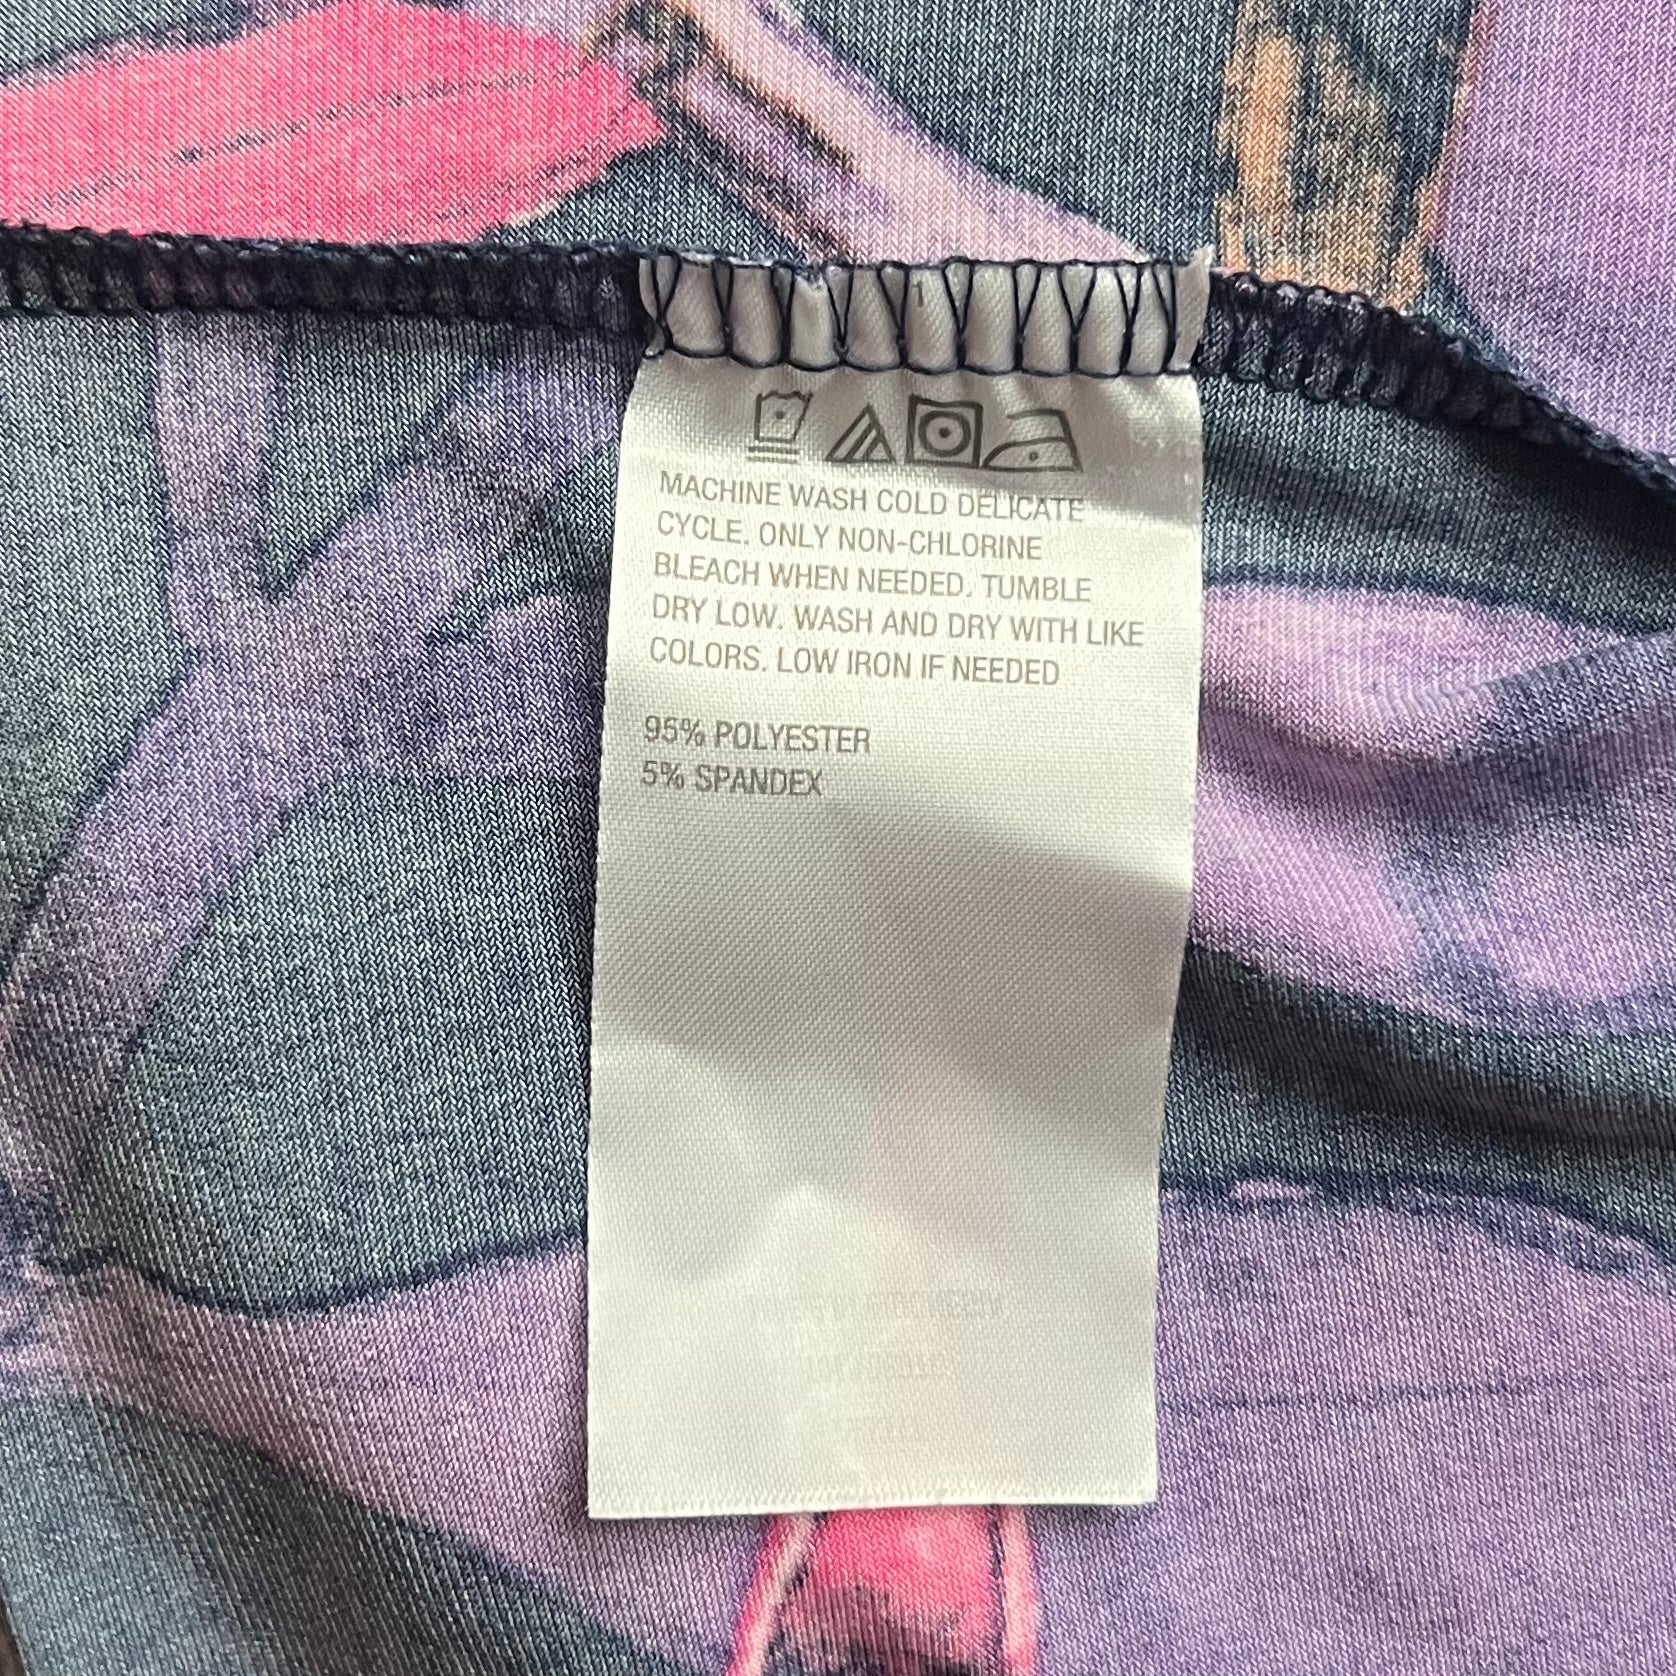 1
MACHINE WASH COLD DELICATE
CYCLE. ONLY NON-CHLORINE
BLEACH WHEN NEEDED. TUMBLE
DRY LOW. WASH AND DRY WITH LIKE
COLORS. LOW IRON IF NEEDED
95% POLYESTER
5% SPANDEX